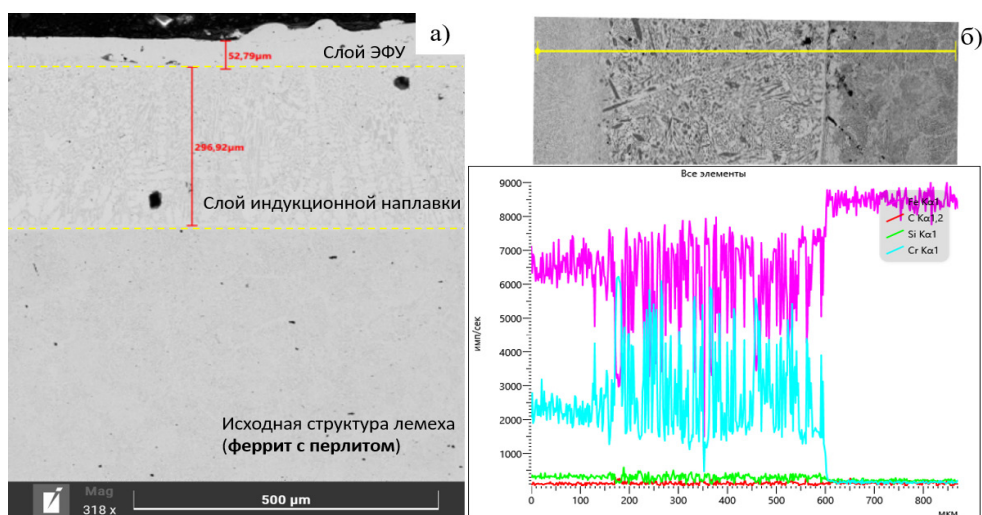 а)
Слой ЭФУ
52,79µm
296,92µm
Слой индукционной наплавки
Исходная структура лемеха
(феррит с перлитом)
Mag
318 x
500 µm
б)
Все элементы
9000
8000
7000
6000
5000
4000
3000
2000
1000
имп/сек
Fe Kα1
C Kα1,2
Si Kα1
Cr Kα1
0
100
200
300
400
500
600
700
800
мкм